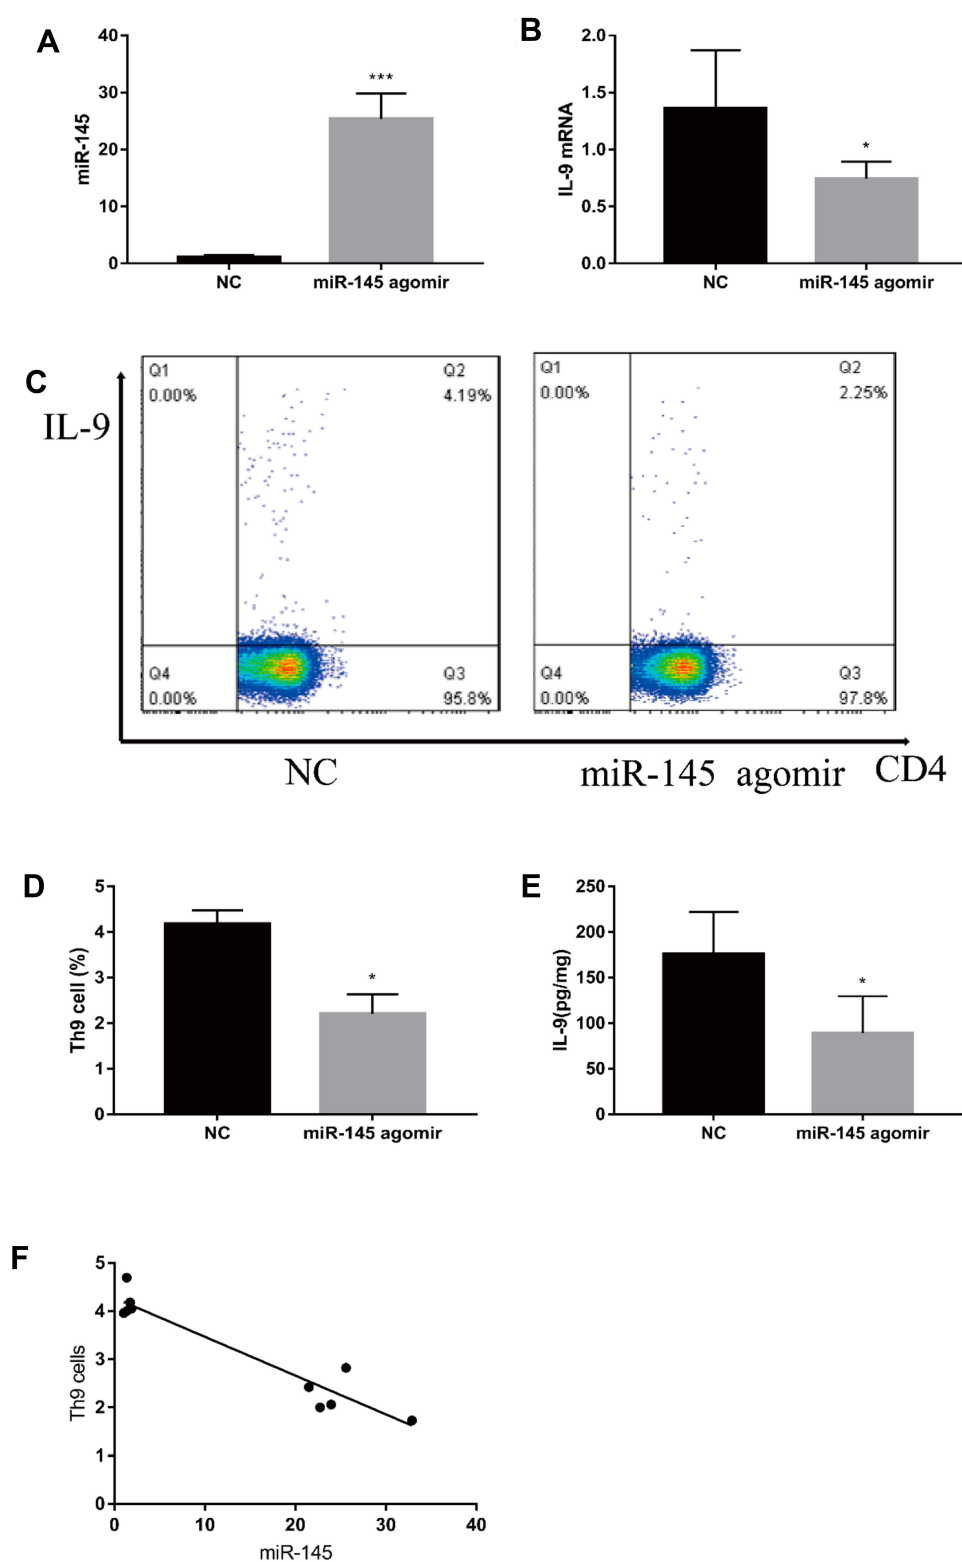 A
B
40
30
20
10
0
miR-145
***
NC
miR-145 agomir
2.0
1.5
1.0
0.5
0.0
IL-9 mRNA
*
NC
miR-145 agomir
C
IL-9
Q1
0.00%
Q2
4.19%
Q4
0.00%
Q3
95.8%
Q1
0.00%
Q2
2.25%
Q4
0.00%
Q3
97.8%
NC
miR-145 agomir
CD4
D
5
4
3
2
1
0
Th9 cell (%)
*
NC
miR-145 agomir
E
250
200
150
100
50
0
IL-9(pg/mg)
*
NC
miR-145 agomir
F
5
4
3
2
1
0
Th9 cells
0 10 20 30 40
miR-145